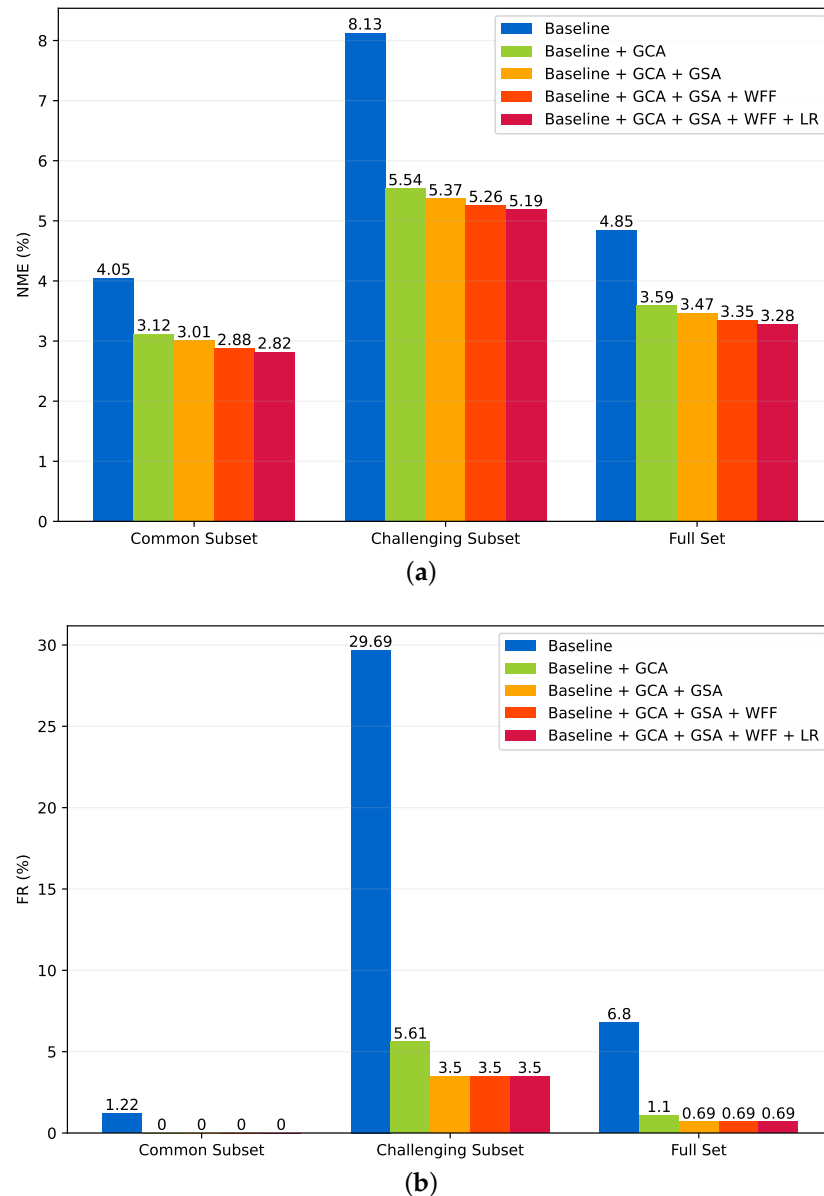 8.13
Baseline
Baseline + GCA
Baseline + GCA + GSA
Baseline + GCA + GSA + WFF
Baseline + GCA + GSA + WFF + LR
8
7
6
5
4
3
2
1
0
NME (%)
4.05
3.12
3.01
2.88
2.82
5.54
5.37
5.26
5.19
4.85
3.59
3.47
3.35
3.28
Common Subset
Challenging Subset
Full Set
(a)
29.69
Baseline
Baseline + GCA
Baseline + GCA + GSA
Baseline + GCA + GSA + WFF
Baseline + GCA + GSA + WFF + LR
30
25
20
15
10
5
0
FR (%)
1.22
0
0
0
0
5.61
3.5
3.5
3.5
6.8
1.1
0.69
0.69
0.69
Common Subset
Challenging Subset
Full Set
(b)